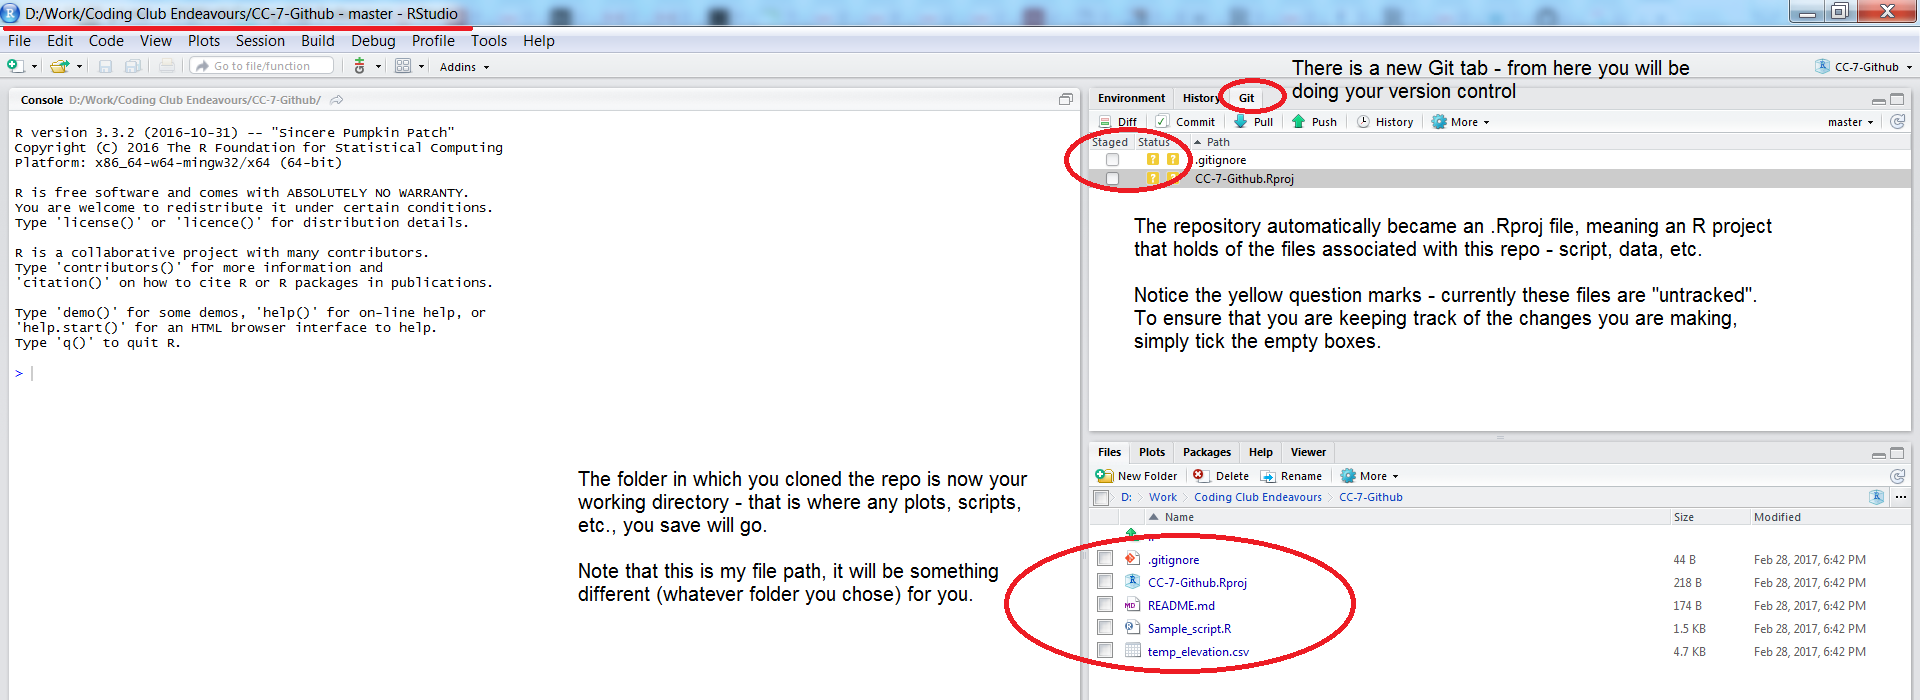 D:/Work/Coding Club Endeavours/CC-7-Github - master - RStudio
File Edit Code View Plots Session Build Debug Profile Tools Help
Go to file/function Addins
CC-7-Github
Console D:/Work/Coding Club Endeavours/CC-7-Github/
R version 3.3.2 (2016-10-31) -- "Sincere Pumpkin Patch"
Copyright (C) 2016 The R Foundation for Statistical Computing
Platform: x86_64-w64-mingw32/x64 (64-bit)
R is free software and comes with ABSOLUTELY NO WARRANTY.
You are welcome to redistribute it under certain conditions.
Type 'license()' or 'licence()' for distribution details.
R is a collaborative project with many contributors.
Type 'contributors()' for more information and
'citation()' on how to cite R or R packages in publications.
Type 'demo()' for some demos, 'help()' for on-line help, or
'help.start()' for an HTML browser interface to help.
Type 'q()' to quit R.
>
The folder in which you cloned the repo is now your
working directory - that is where any plots, scripts,
etc., you save will go.
Note that this is my file path, it will be something
different (whatever folder you chose) for you.
There is a new Git tab - from here you will be
doing your version control
Environment History Git
Diff Commit Pull Push History More master
Staged Status Path
? ? .gitignore
? ? CC-7-Github.Rproj
The repository automatically became an .Rproj file, meaning an R project
that holds of the files associated with this repo - script, data, etc.
Notice the yellow question marks - currently these files are "untracked".
To ensure that you are keeping track of the changes you are making,
simply tick the empty boxes.
Files Plots Packages Help Viewer
New Folder Delete Rename More
D: Work Coding Club Endeavours CC-7-Github ...
Name Size Modified
..
.gitignore 44 B Feb 28, 2017, 6:42 PM
CC-7-Github.Rproj 218 B Feb 28, 2017, 6:42 PM
MD README.md 174 B Feb 28, 2017, 6:42 PM
Sample_script.R 1.5 KB Feb 28, 2017, 6:42 PM
temp_elevation.csv 4.7 KB Feb 28, 2017, 6:42 PM